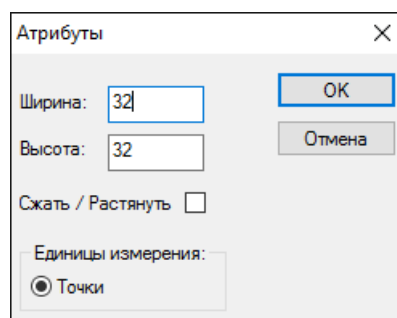 Атрибуты
Ширина: 32 OK
Высота: 32 Отмена
Сжать / Растянуть
Единицы измерения:
Точки